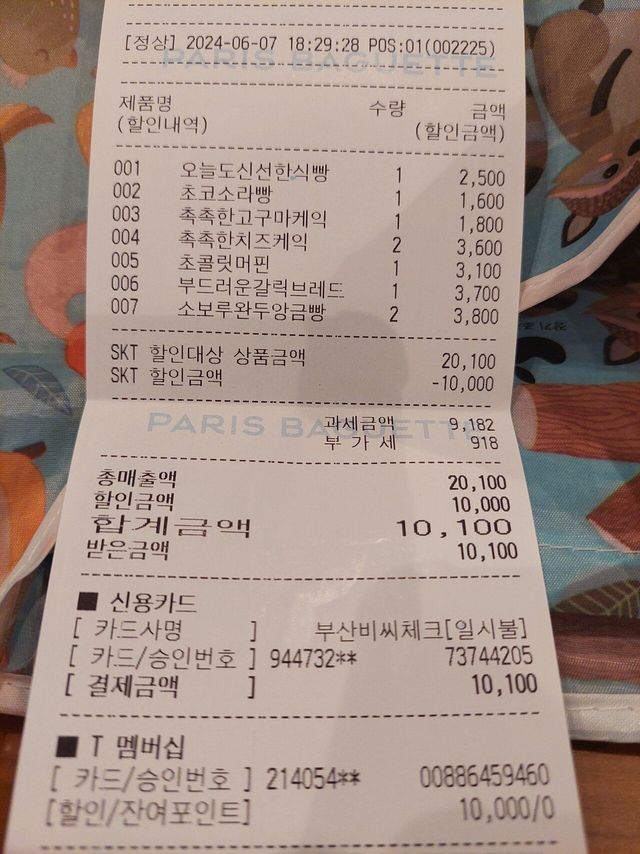 [정상] 2024-06-07 18:29:28 POS:01(002225)
PARIS BAGUETTE
제품명 수량 금액
(할인내역) (할인금액)
001 오늘도신선한식빵 1 2,500
002 초코소라빵 1 1,600
003 촉촉한고구마케익 1 1,800
004 촉촉한치즈케익 2 3,600
005 초콜릿머핀 1 3,100
006 부드러운갈릭브레드 1 3,700
007 소보루완두앙금빵 2 3,800
SKT 할인대상 상품금액 20,100
SKT 할인금액 -10,000
PARIS BAGUETTE
과세금액 9,182
부 가 세 918
총매출액 20,100
할인금액 10,000
합계금액 10,100
받은금액 10,100
■ 신용카드
[ 카드사명 ] 부산비씨체크[일시불]
[ 카드/승인번호 ] 944732** 73744205
[ 결제금액 ] 10,100
■ T 멤버십
[ 카드/승인번호 ] 214054** 00886459460
[할인/잔여포인트] 10,000/0